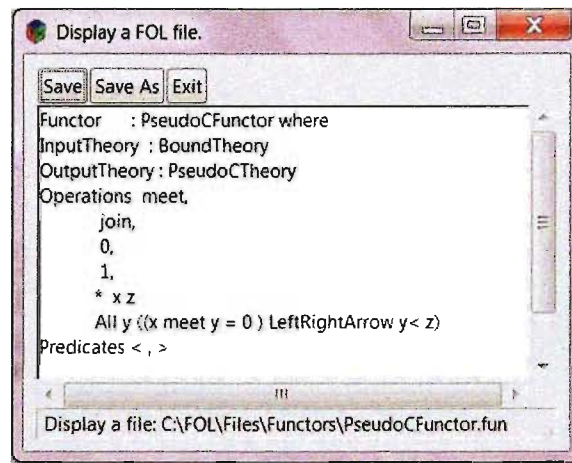 Display a FOL file.
Save Save As Exit
Functor : PseudoCFunctor where
InputTheory : BoundTheory
OutputTheory : PseudoCTheory
Operations meet,
join,
0,
1,
* x z
All y ((x meet y = 0 ) LeftRightArrow y< z)
Predicates < , >
Display a file: C:\FOL\Files\Functors\PseudoCFunctor.fun